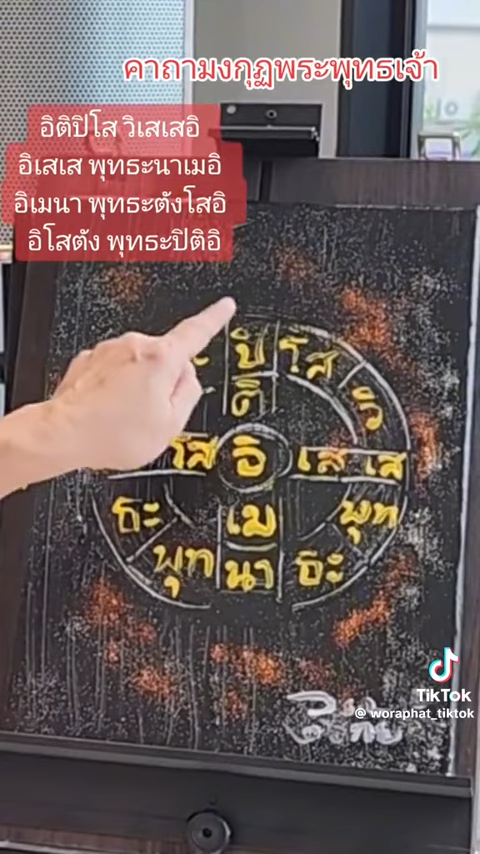 คาถามงกุฏพระพุทธเจ้า
อิติปิโส วิเสเสอิ
อิเสเส พุทธะนาเมอิ
อิเมนา พุทธะตังโสอิ
อิโสตัง พุทธะปิติอิ
ปิ โส
ติ วิ
โส อิ เส เส
ธะ เม พุท
พุท นา ธะ
TikTok
@woraphat_tiktok